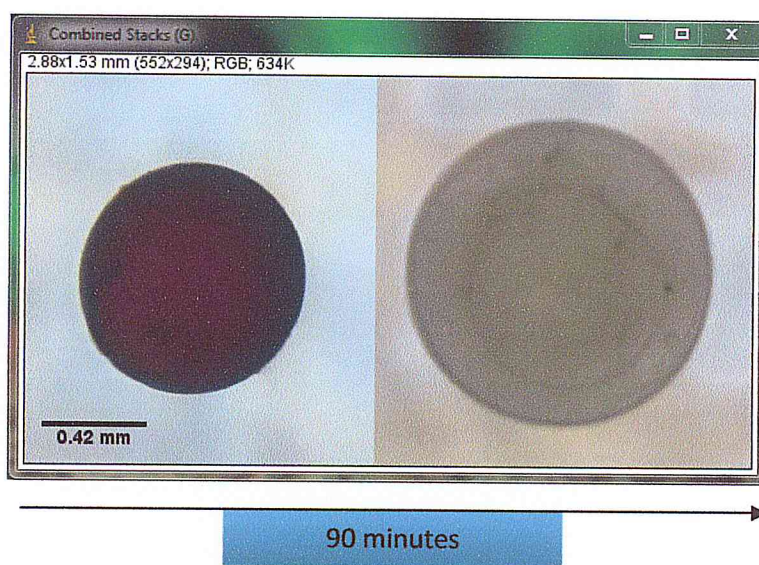 Combined Stacks (G)
2.88x1.53 mm (552x294); RGB; 634K
0.42 mm
90 minutes